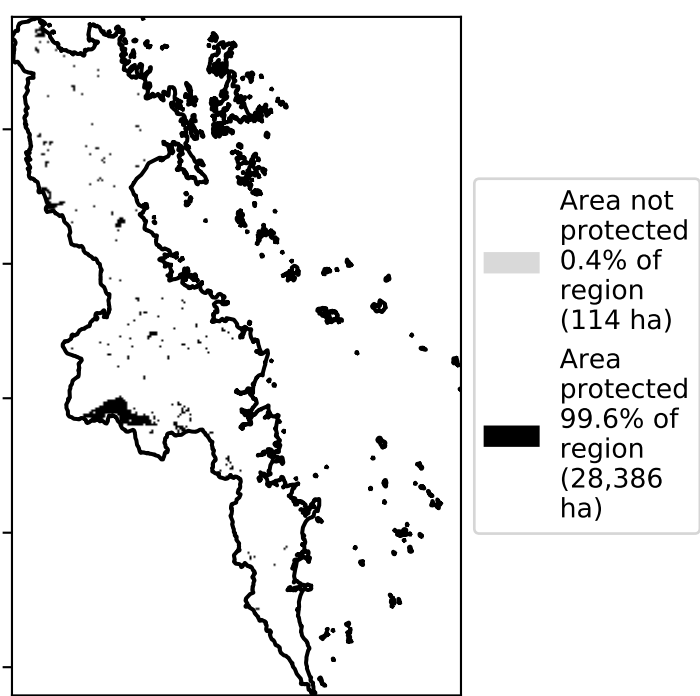 Area not
protected
0.4% of
region
(114 ha)
Area
protected
99.6% of
region
(28,386
ha)